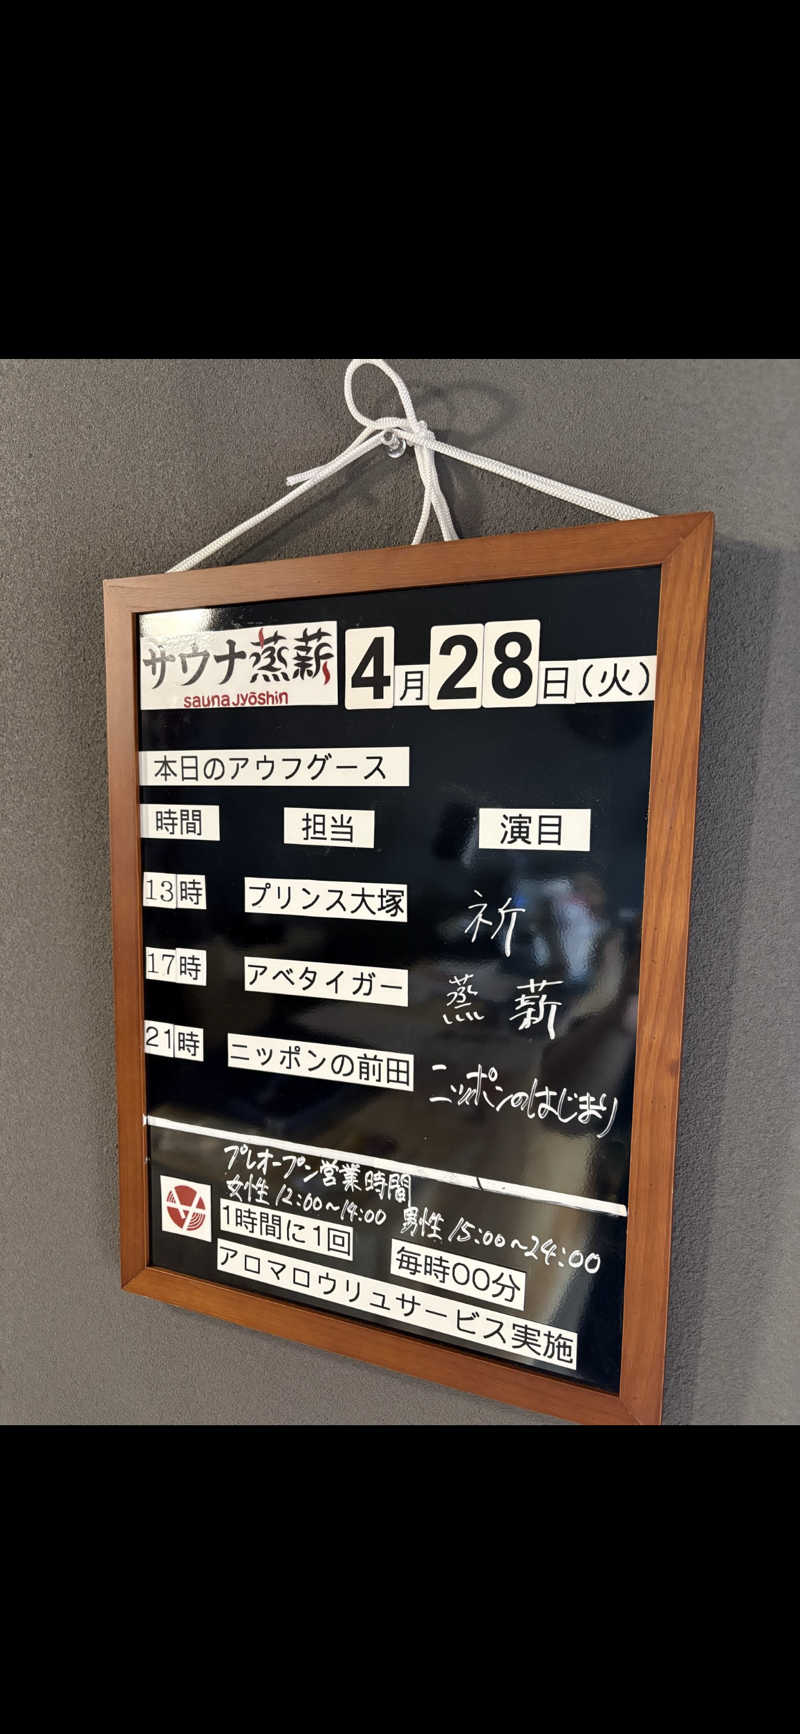 サウナ蒸薪 4月28日(火)
sauna Jyōshin
本日のアウフグース
時間 担当 演目
13時 プリンス大塚 祈
17時 アベタイガー 蒸薪
21時 ニッポンの前田 ニッポンのはじまり
プレオープン営業時間
女性 12:00~14:00 男性 15:00~24:00
1時間に1回 毎時00分
アロマロウリュサービス実施